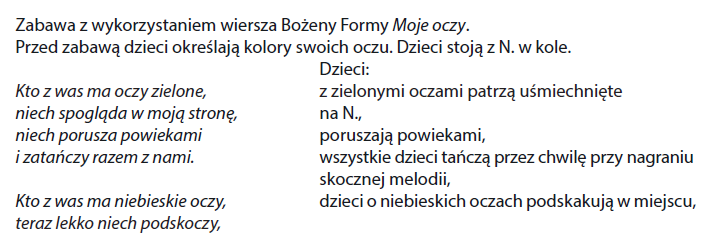 Zabawa z wykorzystaniem wiersza Bożeny Formy Moje oczy.
Przed zabawą dzieci określają kolory swoich oczu. Dzieci stoją z N. w kole.
Dzieci:
Kto z was ma oczy zielone, z zielonymi oczami patrzą uśmiechnięte
niech spogląda w moją stronę, na N.,
niech porusza powiekami poruszają powiekami,
i zatańczy razem z nami. wszystkie dzieci tańczą przez chwilę przy nagraniu
skocznej melodii,
Kto z was ma niebieskie oczy, dzieci o niebieskich oczach podskakują w miejscu,
teraz lekko niech podskoczy,